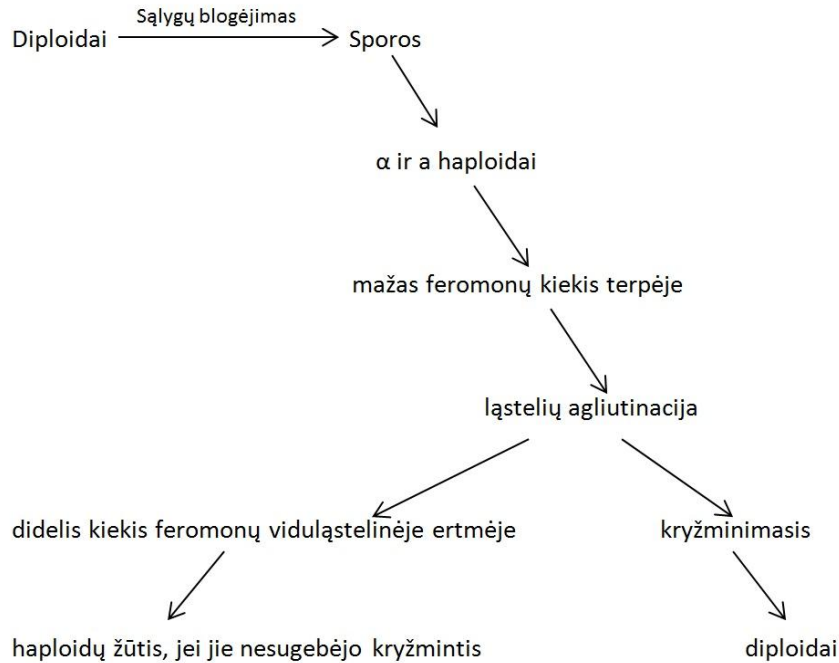 Sąlygų blogėjimas
Diploidai
Sporos
α ir a haploidai
mažas feromonų kiekis terpėje
ląstelių agliutinacija
didelis kiekis feromonų viduląstelinėje ertmėje
kryžminimasis
haploidų žūtis, jei jie nesugebėjo kryžmintis
diploidai